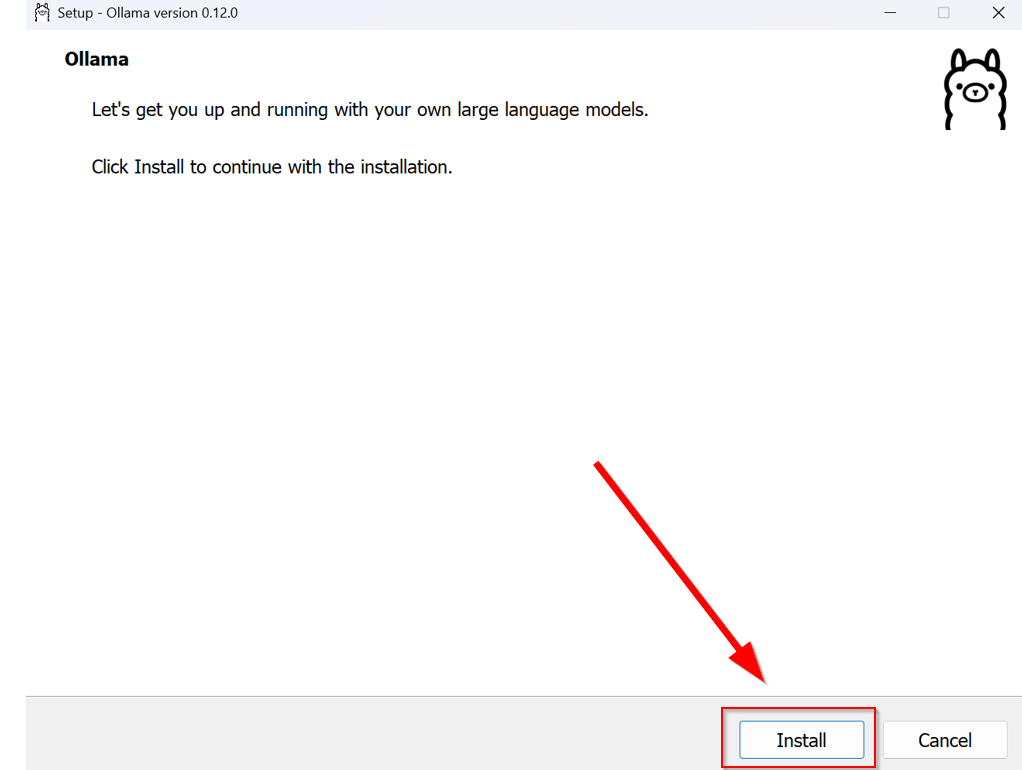 Setup - Ollama version 0.12.0
Ollama
Let's get you up and running with your own large language models.
Click Install to continue with the installation.
Install
Cancel